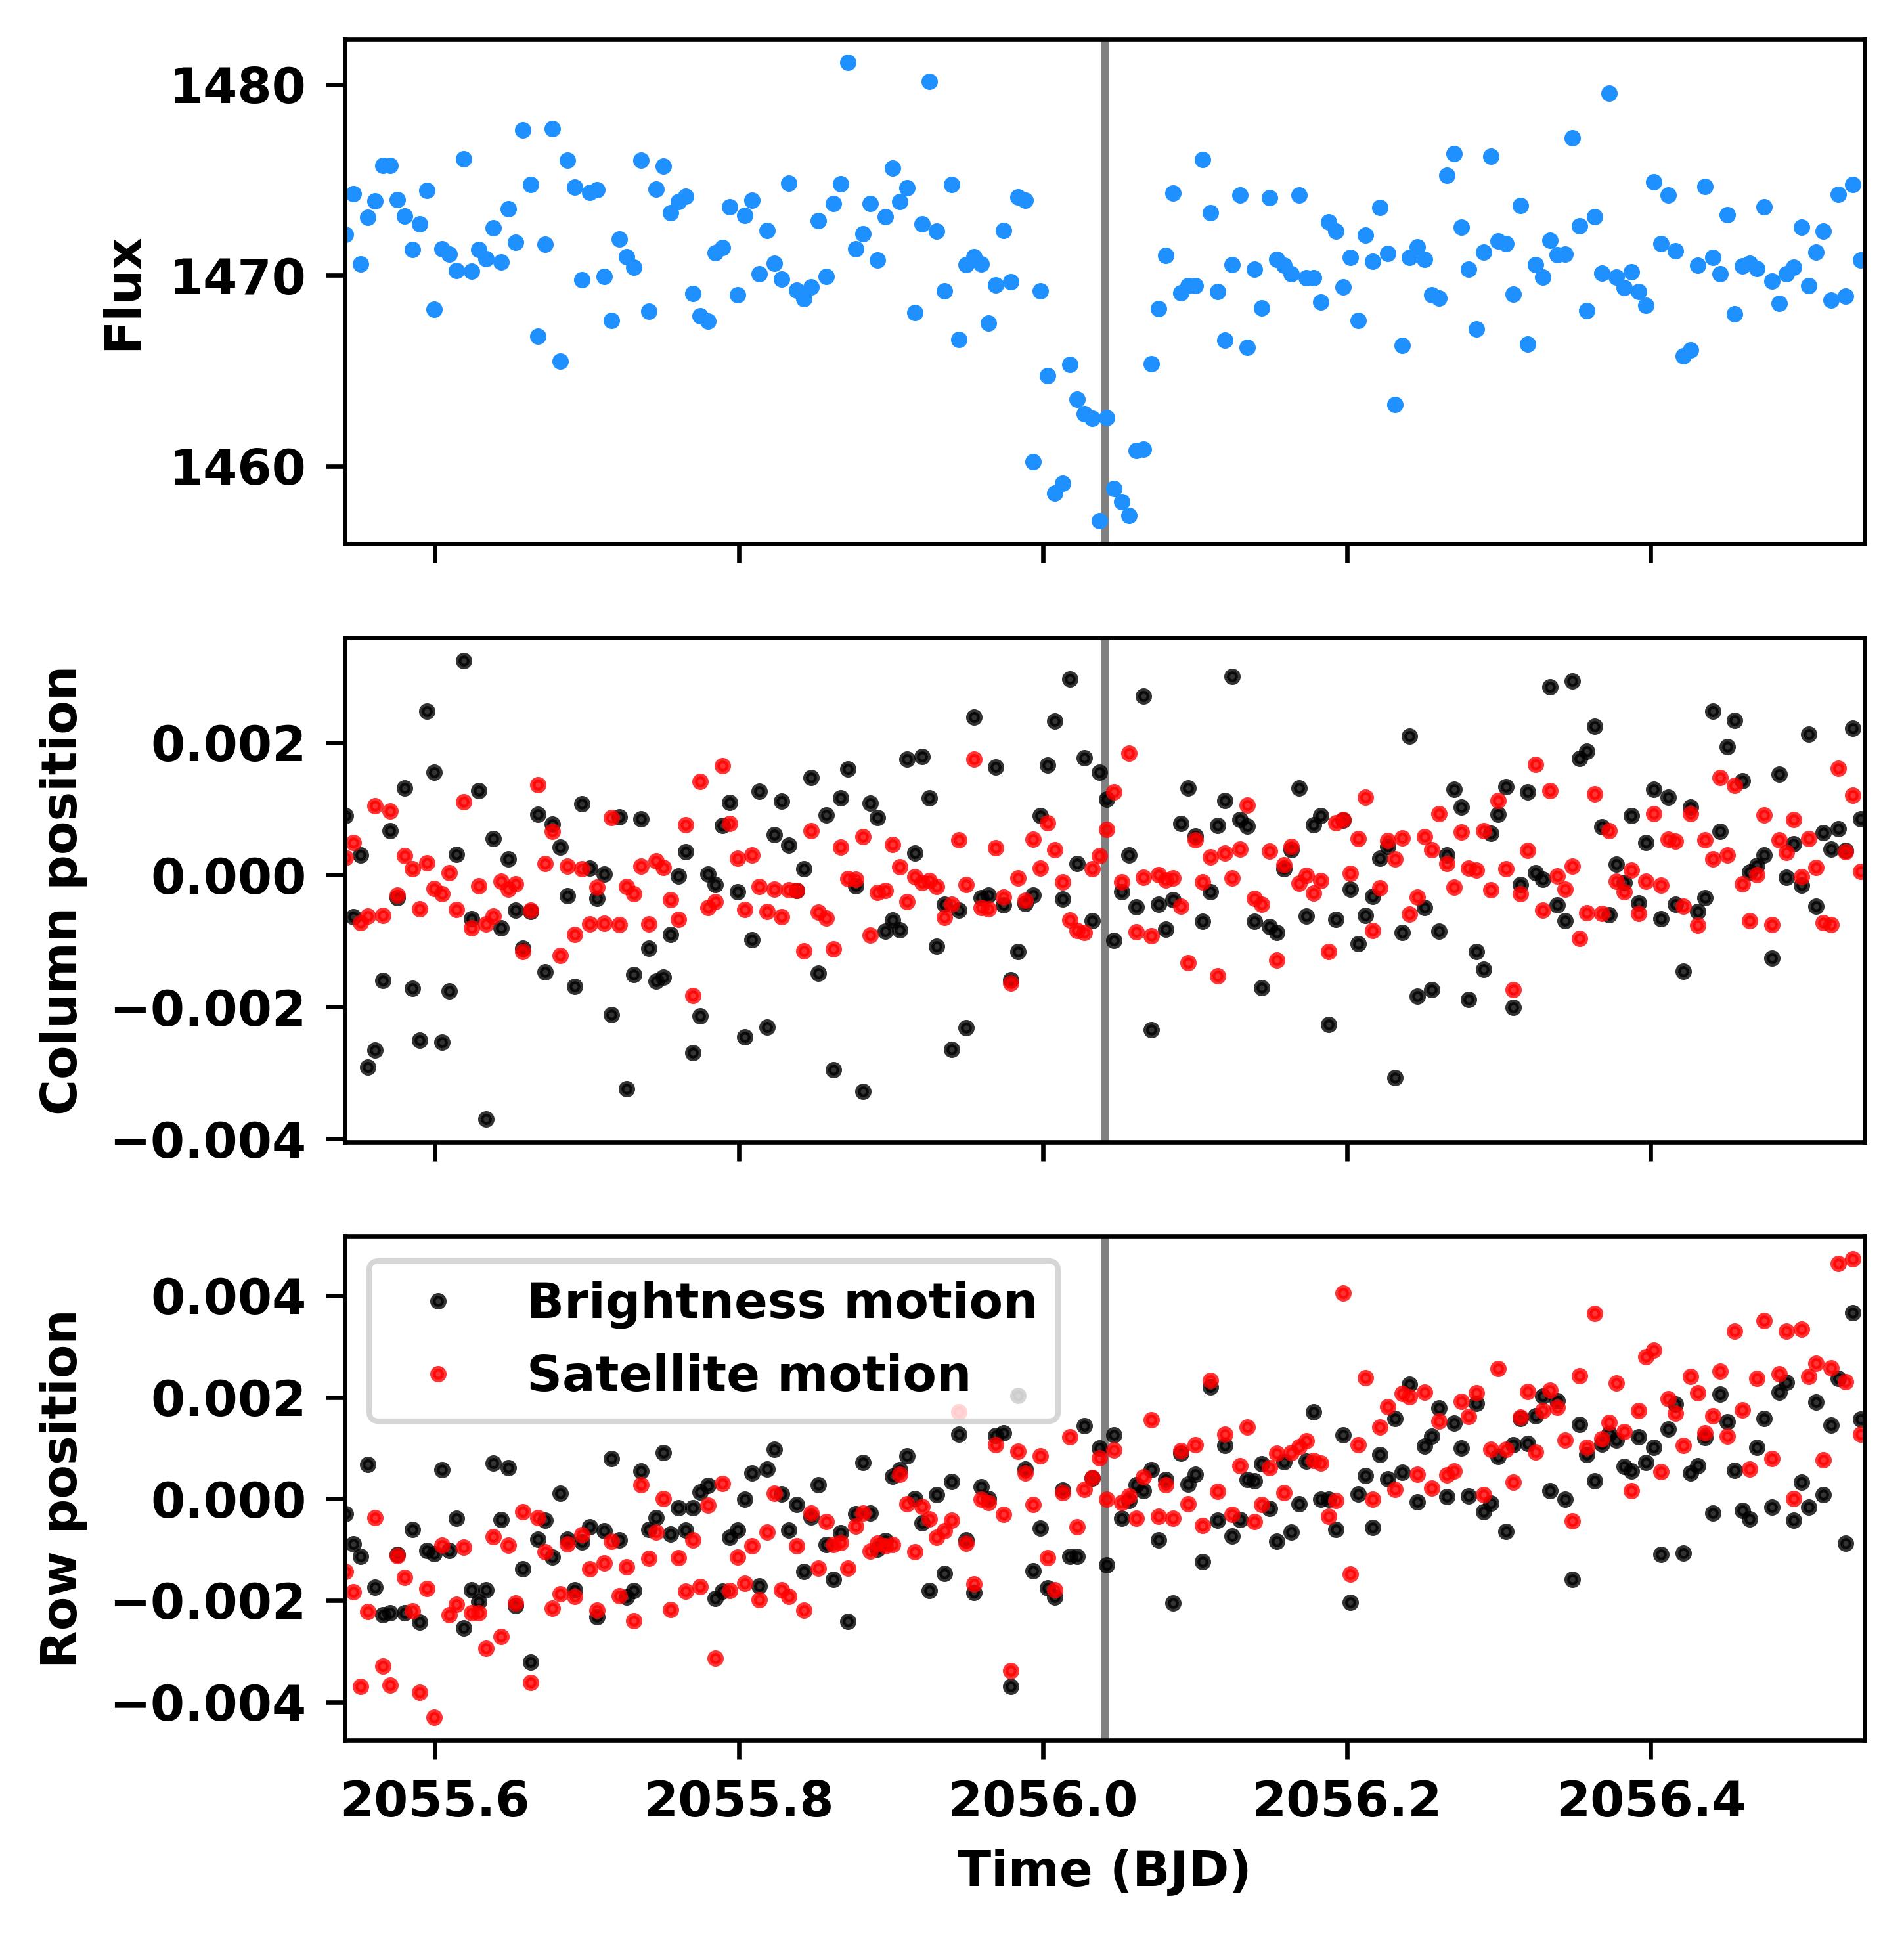 Flux
1480
1470
1460
Column position
0.002
0.000
−0.002
−0.004
Row position
0.004
0.002
0.000
−0.002
−0.004
Brightness motion
Satellite motion
2055.6 2055.8 2056.0 2056.2 2056.4
Time (BJD)